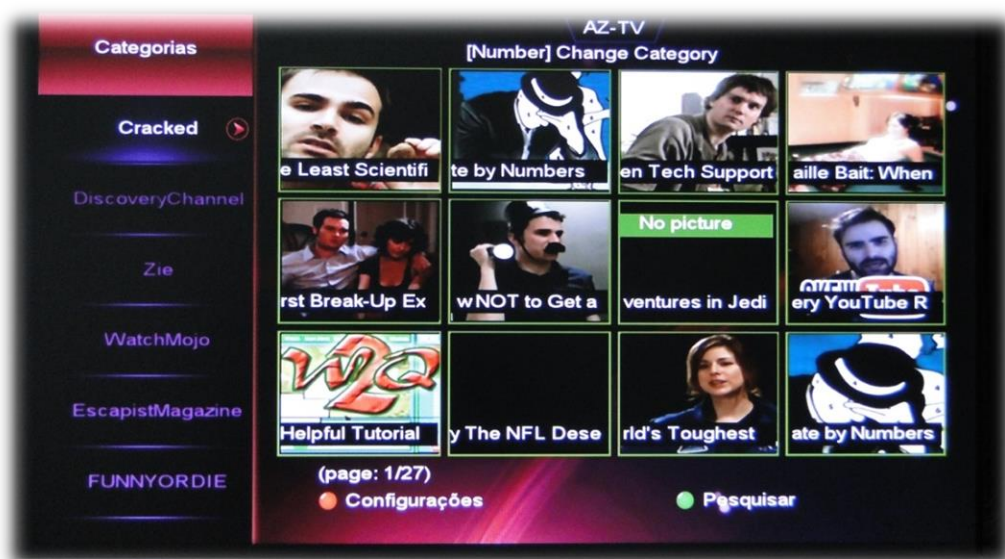 Categorias
AZ-TV
[Number] Change Category
Cracked
DiscoveryChannel
Zie
WatchMojo
EscapistMagazine
FUNNYORDIE
e Least Scientifi
te by Numbers
en Tech Support
aille Bait: When
rst Break-Up Ex
w NOT to Get a
No picture
ventures in Jedi
Tube
ery YouTube R
W2Q
Helpful Tutorial
y The NFL Dese
rld's Toughest
ate by Numbers
(page: 1/27)
Configurações
Pesquisar